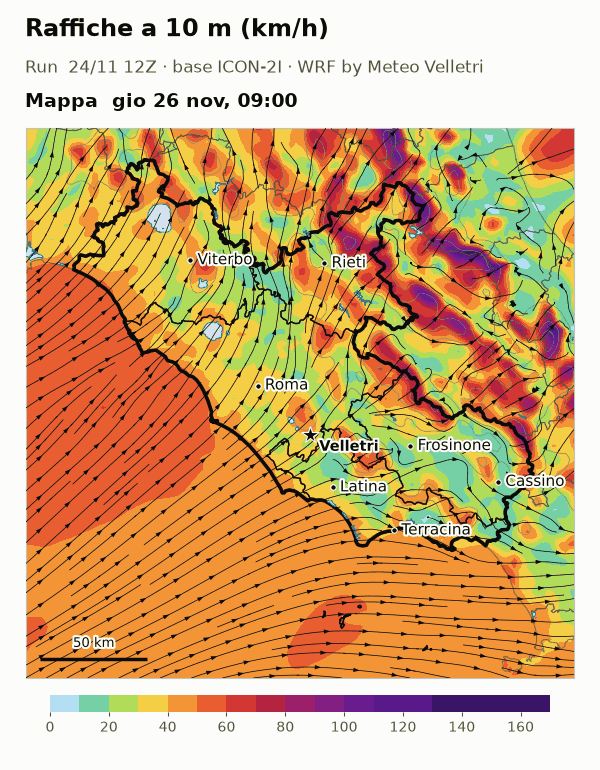 Raffiche a 10 m (km/h)
Run  24/11 12Z · base ICON-2I · WRF by Meteo Velletri
Mappa  gio 26 nov, 09:00
Viterbo
Rieti
Roma
Velletri
Frosinone
Latina
Cassino
Terracina
50 km
0 20 40 60 80 100 120 140 160